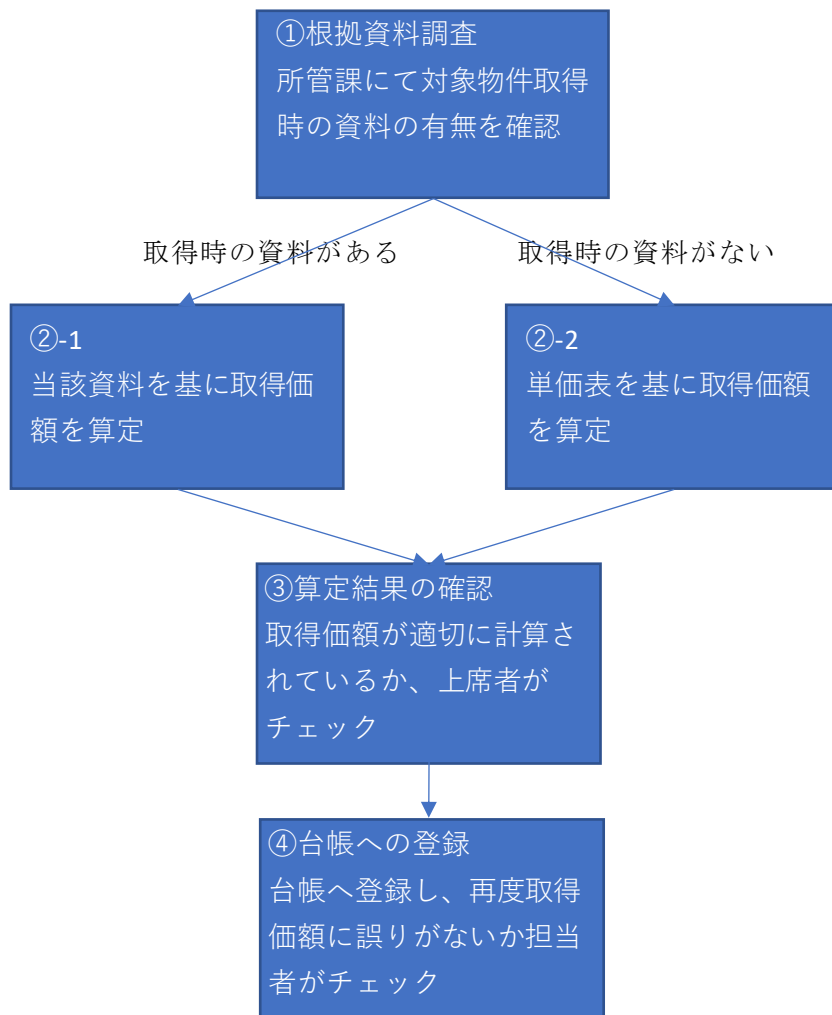 ①根拠資料調査
所管課にて対象物件取得
時の資料の有無を確認
取得時の資料がある
取得時の資料がない
②-1
当該資料を基に取得価
額を算定
②-2
単価表を基に取得価額
を算定
③算定結果の確認
取得価額が適切に計算さ
れているか、上席者が
チェック
④台帳への登録
台帳へ登録し、再度取得
価額に誤りがないか担当
者がチェック